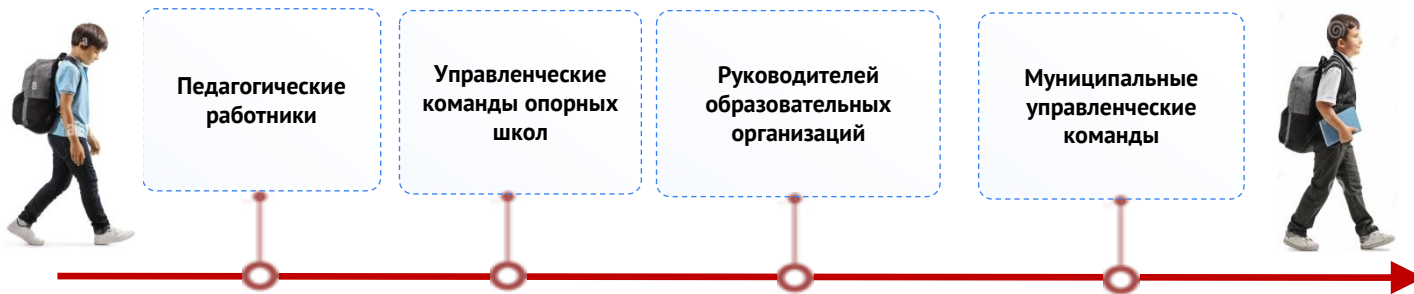 Педагогические
работники
Управленческие
команды опорных
школ
Руководителей
образовательных
организаций
Муниципальные
управленческие
команды